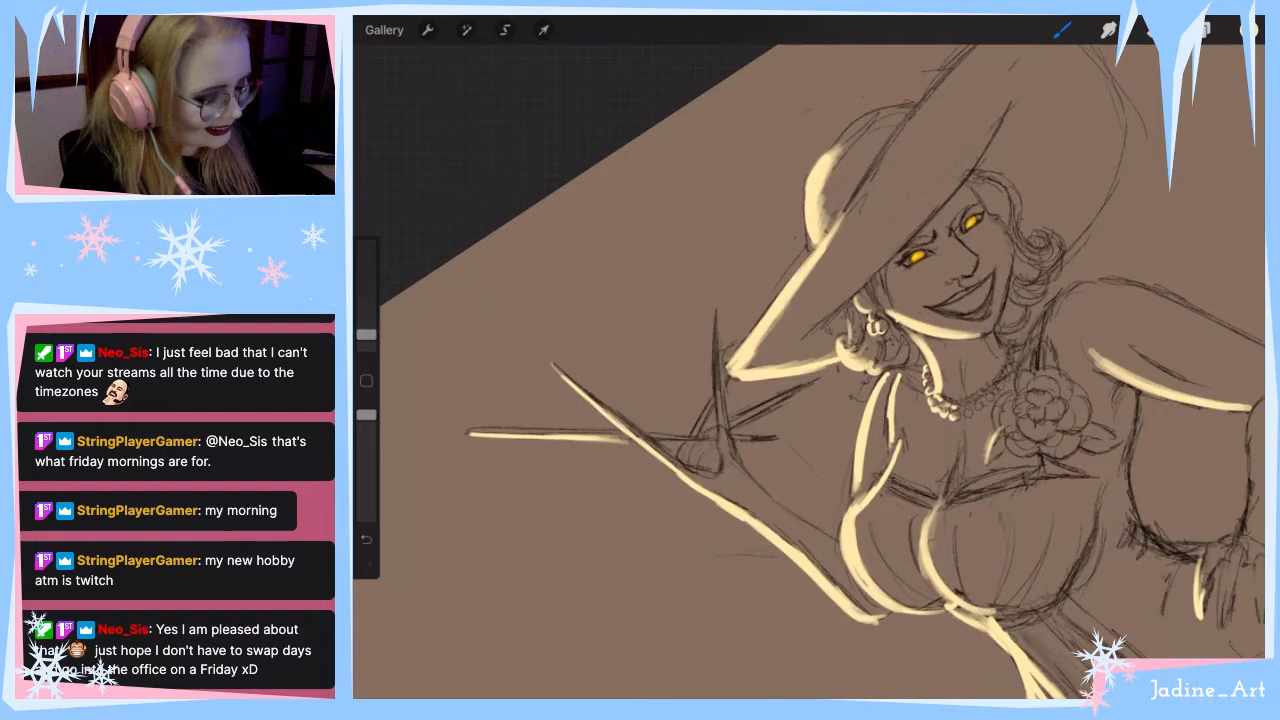 Gallery
Neo_Sis: I just feel bad that I can't
watch your streams all the time due to the
timezones
StringPlayerGamer: @Neo_Sis that's
what friday mornings are for.
StringPlayerGamer: my morning
StringPlayerGamer: my new hobby
atm is twitch
Neo_Sis: Yes I am pleased about
that just hope I don't have to swap days
go into the office on a Friday xD
Jadine_Art